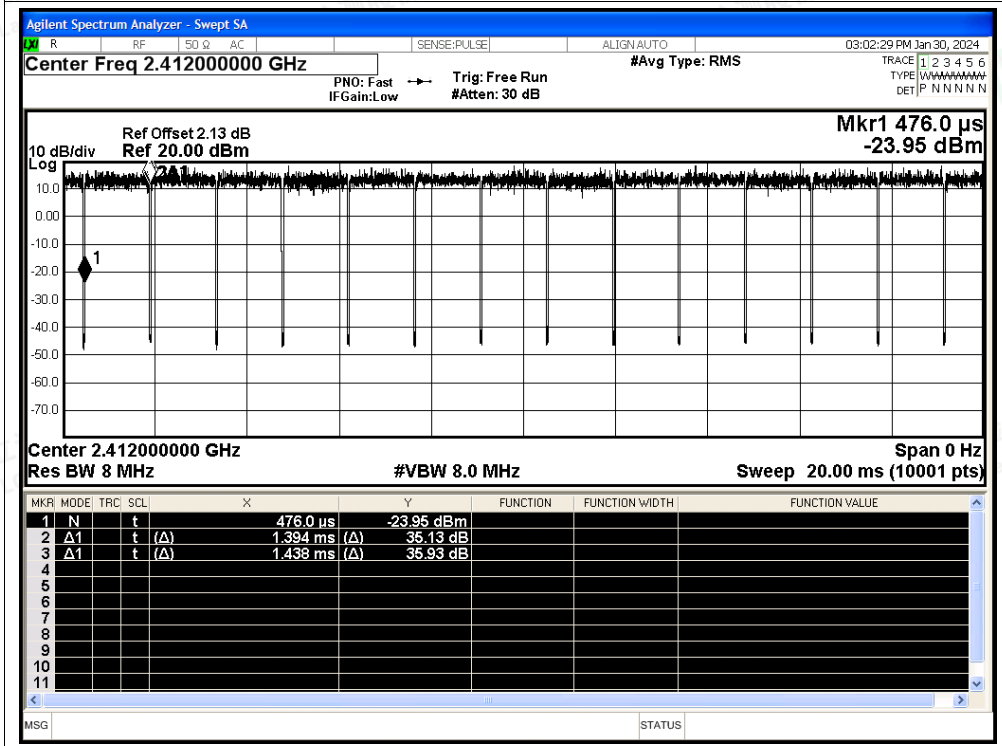 Agilent Spectrum Analyzer - Swept SA
LXI R RF 50 Ω AC SENSE:PULSE ALIGN AUTO 03:02:29 PM Jan 30, 2024
Center Freq 2.412000000 GHz #Avg Type: RMS TRACE 1 2 3 4 5 6
PNO: Fast Trig: Free Run TYPE
IFGain:Low #Atten: 30 dB DET P N N N N N
Mkr1 476.0 µs
Ref Offset 2.13 dB
10 dB/div Ref 20.00 dBm -23.95 dBm
Log
2Δ1
10.0
0.00
-10.0
1
-20.0
-30.0
-40.0
-50.0
-60.0
-70.0
Center 2.412000000 GHz Span 0 Hz
Res BW 8 MHz #VBW 8.0 MHz Sweep 20.00 ms (10001 pts)
MKR MODE TRC SCL X Y FUNCTION FUNCTION WIDTH FUNCTION VALUE
1 N t 476.0 µs -23.95 dBm
2 Δ1 t (Δ) 1.394 ms (Δ) 35.13 dB
3 Δ1 t (Δ) 1.438 ms (Δ) 35.93 dB
4
5
6
7
8
9
10
11
MSG STATUS